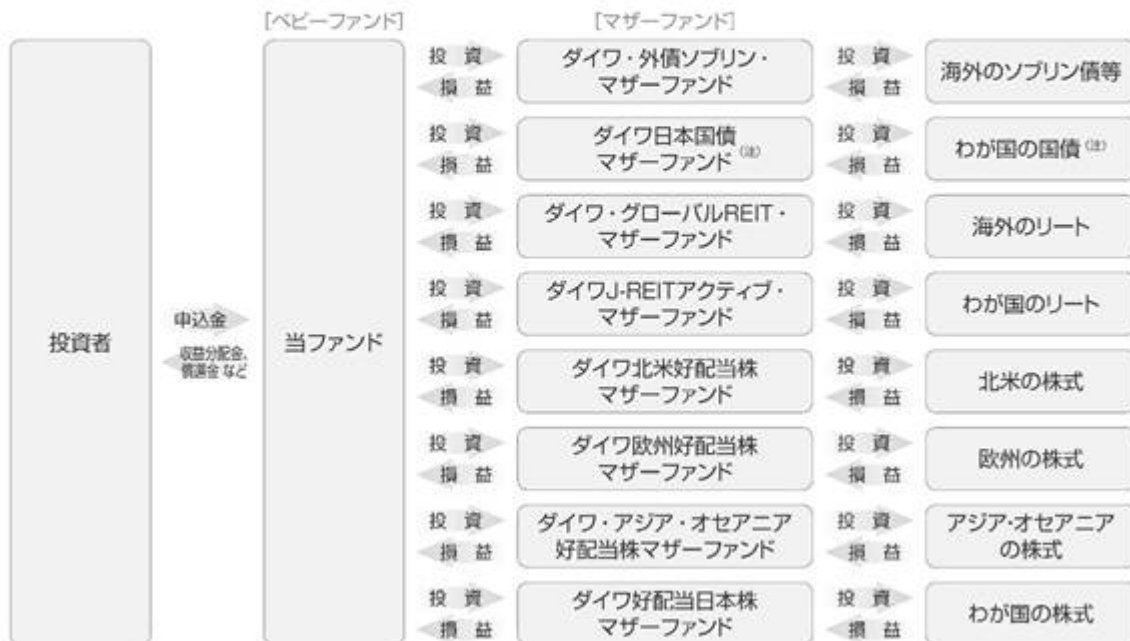 [ベビーファンド]
[マザーファンド]
投資者
申込金
収益分配金、
償還金 など
当ファンド
投 資
損 益
ダイワ・外債ソブリン・
マザーファンド
投 資
損 益
海外のソブリン債等
投 資
損 益
ダイワ日本国債
マザーファンド (注)
投 資
損 益
わが国の国債 (注)
投 資
損 益
ダイワ・グローバルREIT・
マザーファンド
投 資
損 益
海外のリート
投 資
損 益
ダイワJ-REITアクティブ・
マザーファンド
投 資
損 益
わが国のリート
投 資
損 益
ダイワ北米好配当株
マザーファンド
投 資
損 益
北米の株式
投 資
損 益
ダイワ欧州好配当株
マザーファンド
投 資
損 益
欧州の株式
投 資
損 益
ダイワ・アジア・オセアニア
好配当株マザーファンド
投 資
損 益
アジア・オセアニア
の株式
投 資
損 益
ダイワ好配当日本株
マザーファンド
投 資
損 益
わが国の株式